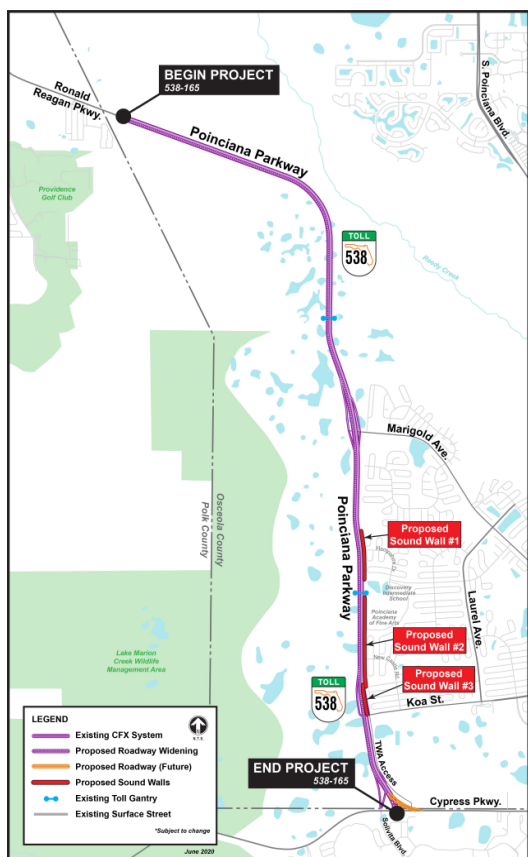 BEGIN PROJECT
538-165
Ronald
Reagan Pkwy.
S. Poinciana Blvd.
Poinciana Parkway
Providence
Golf Club
TOLL
538
Reedy Creek
Marigold Ave.
Osceola County
Polk County
Poinciana Parkway
Proposed
Sound Wall #1
Discovery
Intermediate
School
Laurel Ave.
Poinciana
Academy
of Fine Arts
Proposed
Sound Wall #2
Lake Marion
Creek Wildlife
Management Area
Proposed
Sound Wall #3
TOLL
538
Koa St.
LEGEND
N.T.S.
Existing CFX System
Proposed Roadway Widening
Proposed Roadway (Future)
Proposed Sound Walls
Existing Toll Gantry
Existing Surface Street
*Subject to change
June 2020
TWA Access
END PROJECT
538-165
Cypress Pkwy.
Solivita Blvd.